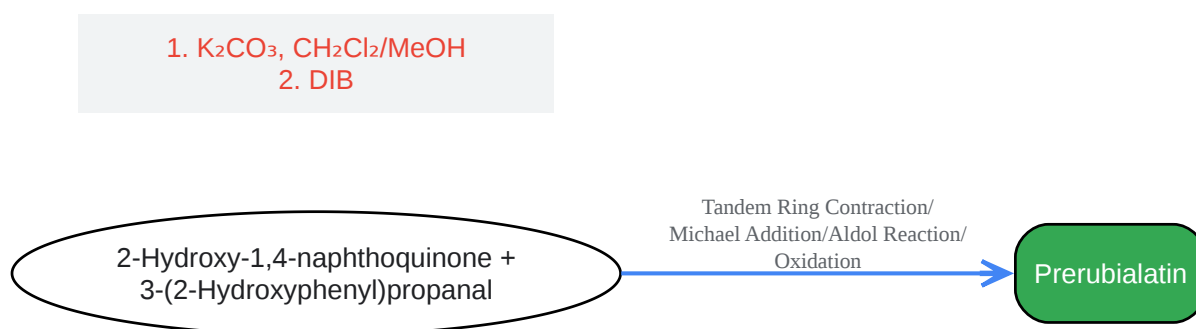 1. K₂CO₃, CH₂Cl₂/MeOH
2. DIB
Tandem Ring Contraction/
Michael Addition/Aldol Reaction/
Oxidation
2-Hydroxy-1,4-naphthoquinone +
3-(2-Hydroxyphenyl)propanal
Prerubialatin